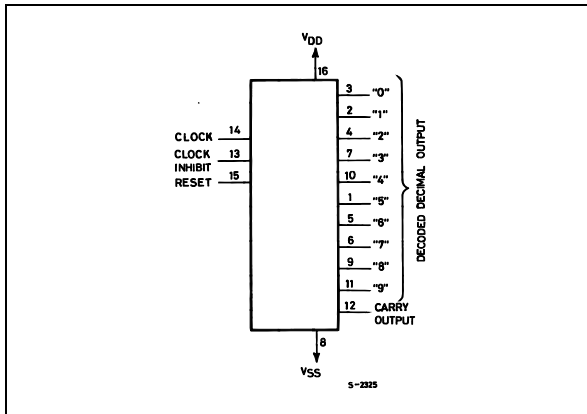 VDD
16
3 "0"
2 "1"
CLOCK 14
4 "2"
CLOCK INHIBIT 13
7 "3"
RESET 15
10 "4"
1 "5"
5 "6"
6 "7"
9 "8"
11 "9"
12 CARRY OUTPUT
DECODED DECIMAL OUTPUT
8
VSS
S-2325